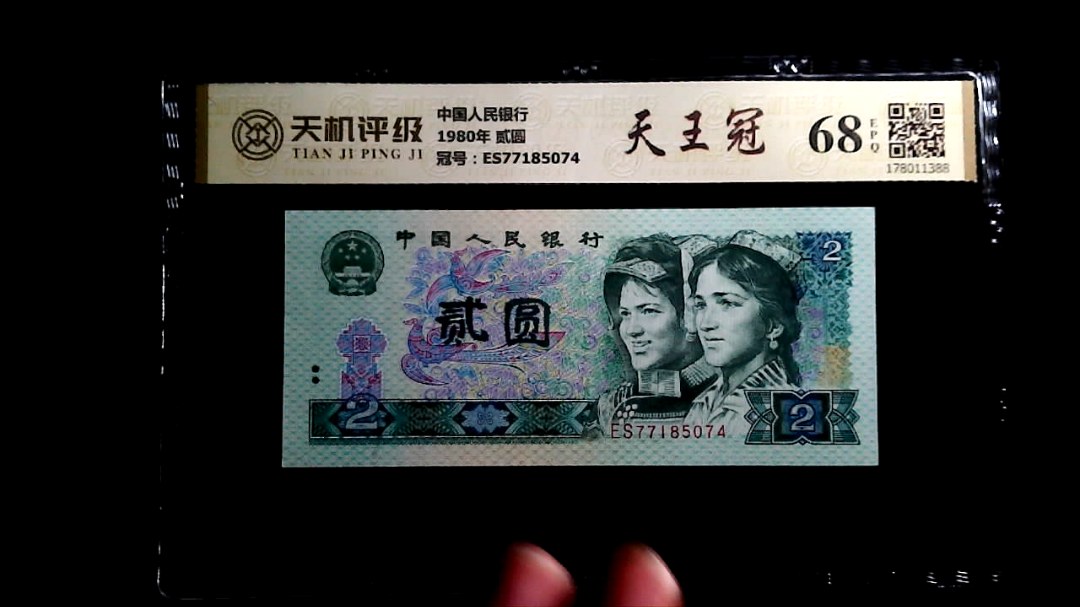 天机评级
TIAN JI PING JI
中国人民银行
1980年 贰圆
冠号：ES77185074
天王冠
68
EPQ
178011388
中国人民银行
2
贰圆
2
ES77185074
2